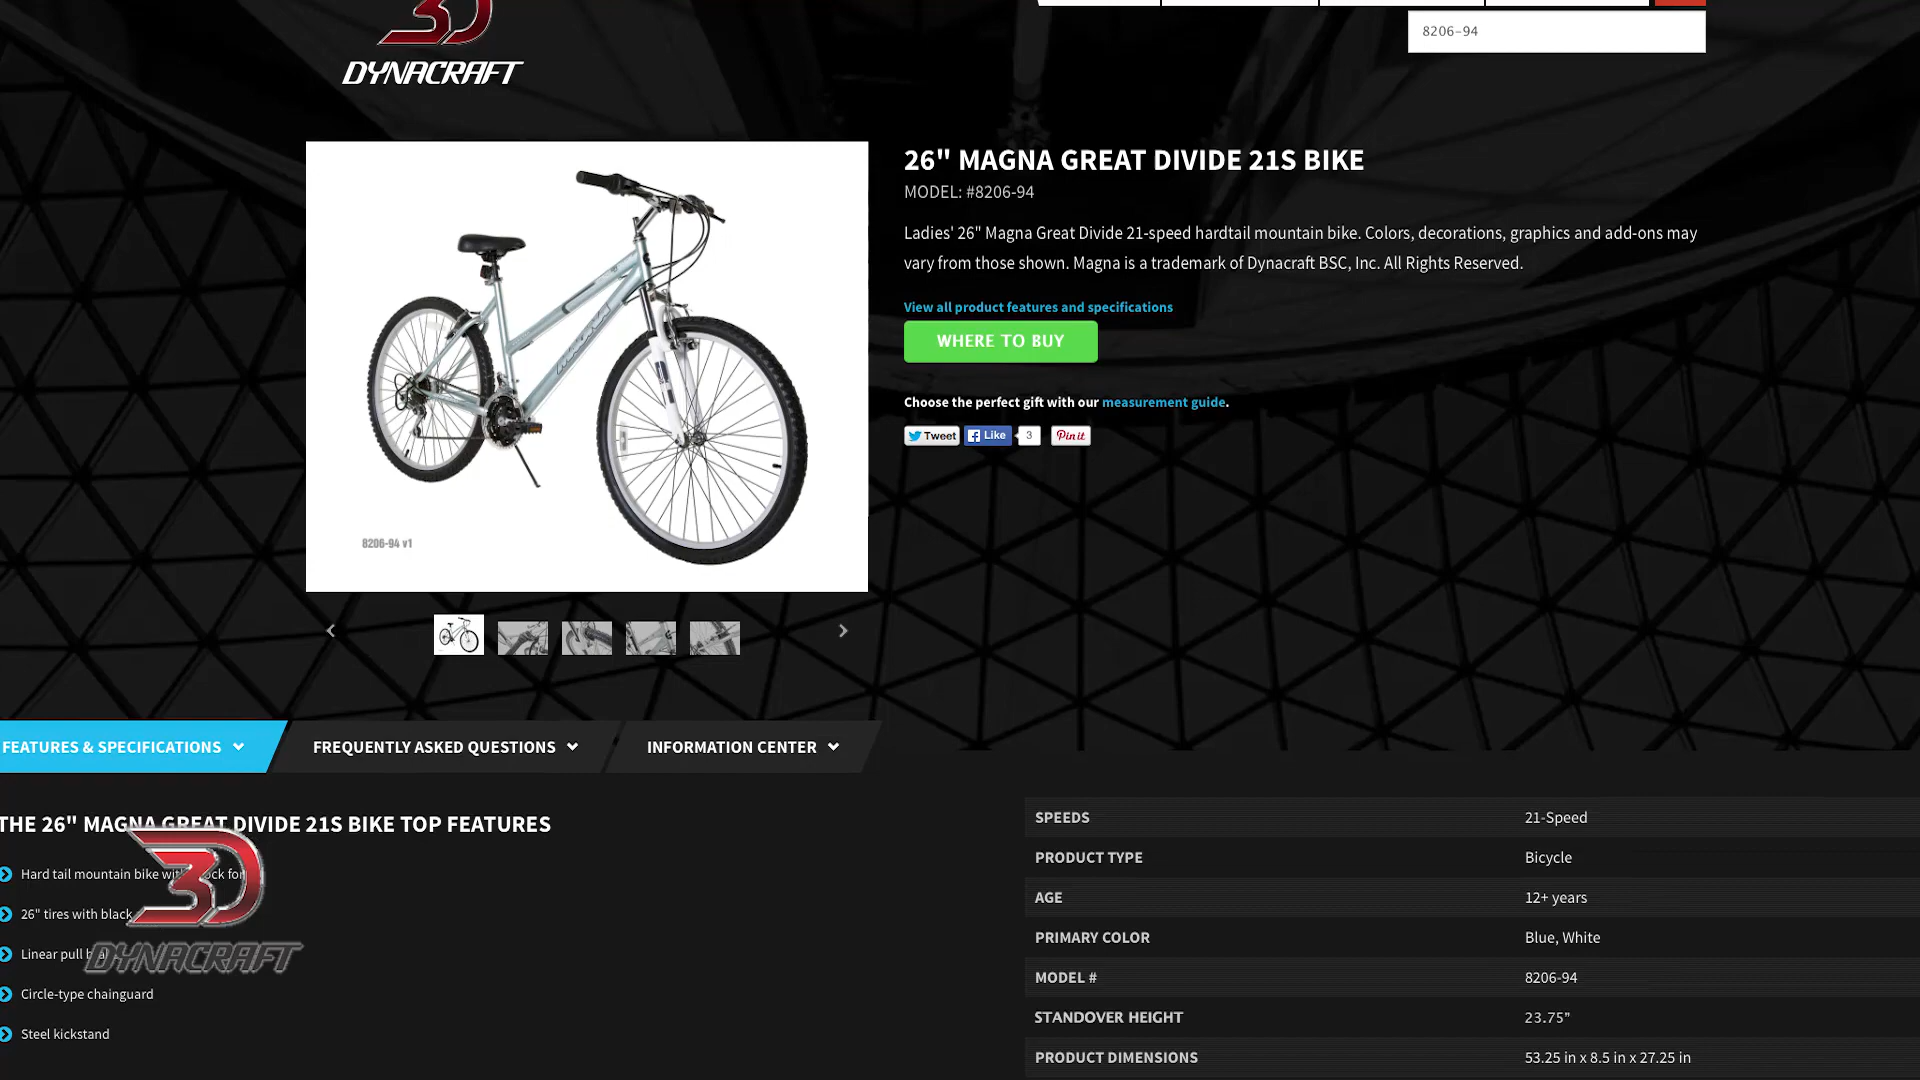 8206-94
DYNACRAFT
26" MAGNA GREAT DIVIDE 21S BIKE
MODEL: #8206-94
Ladies' 26" Magna Great Divide 21-speed hardtail mountain bike. Colors, decorations, graphics and add-ons may
vary from those shown. Magna is a trademark of Dynacraft BSC, Inc. All Rights Reserved.
View all product features and specifications
WHERE TO BUY
Choose the perfect gift with our measurement guide.
Tweet Like 3 Pin it
8206-94 v1
FEATURES & SPECIFICATIONS FREQUENTLY ASKED QUESTIONS INFORMATION CENTER
THE 26" MAGNA GREAT DIVIDE 21S BIKE TOP FEATURES
Hard tail mountain bike
26" tires with black
Linear pull
DYNACRAFT
Circle-type chainguard
Steel kickstand
SPEEDS 21-Speed
PRODUCT TYPE Bicycle
AGE 12+ years
PRIMARY COLOR Blue, White
MODEL # 8206-94
STANDOVER HEIGHT 23.75"
PRODUCT DIMENSIONS 53.25 in x 8.5 in x 27.25 in